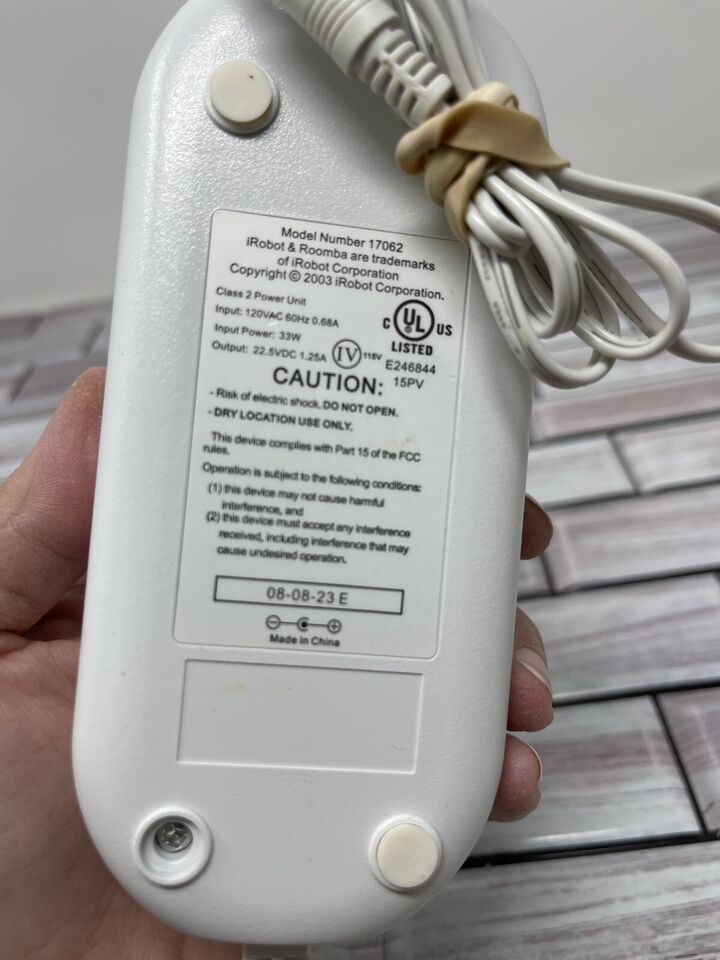 Model Number 17062
iRobot & Roomba are trademarks
of iRobot Corporation
Copyright © 2003 iRobot Corporation.
Class 2 Power Unit
Input: 120VAC 60Hz 0.68A
Input Power: 33W
Output: 22.5VDC 1.25A
IV 115V
C UL ® US
LISTED
E246844
15PV
CAUTION:
- Risk of electric shock. DO NOT OPEN.
- DRY LOCATION USE ONLY.
This device complies with Part 15 of the FCC
rules.
Operation is subject to the following conditions:
(1) this device may not cause harmful
interference, and
(2) this device must accept any interference
received, including interference that may
cause undesired operation.
08-08-23 E
Made in China